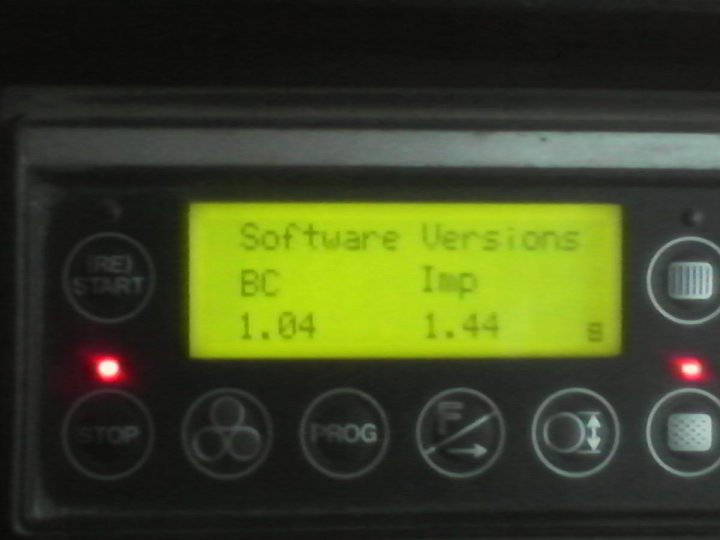 Software Versions
BC Imp
1.04 1.44 s
(RE)
START
STOP
PROG
F